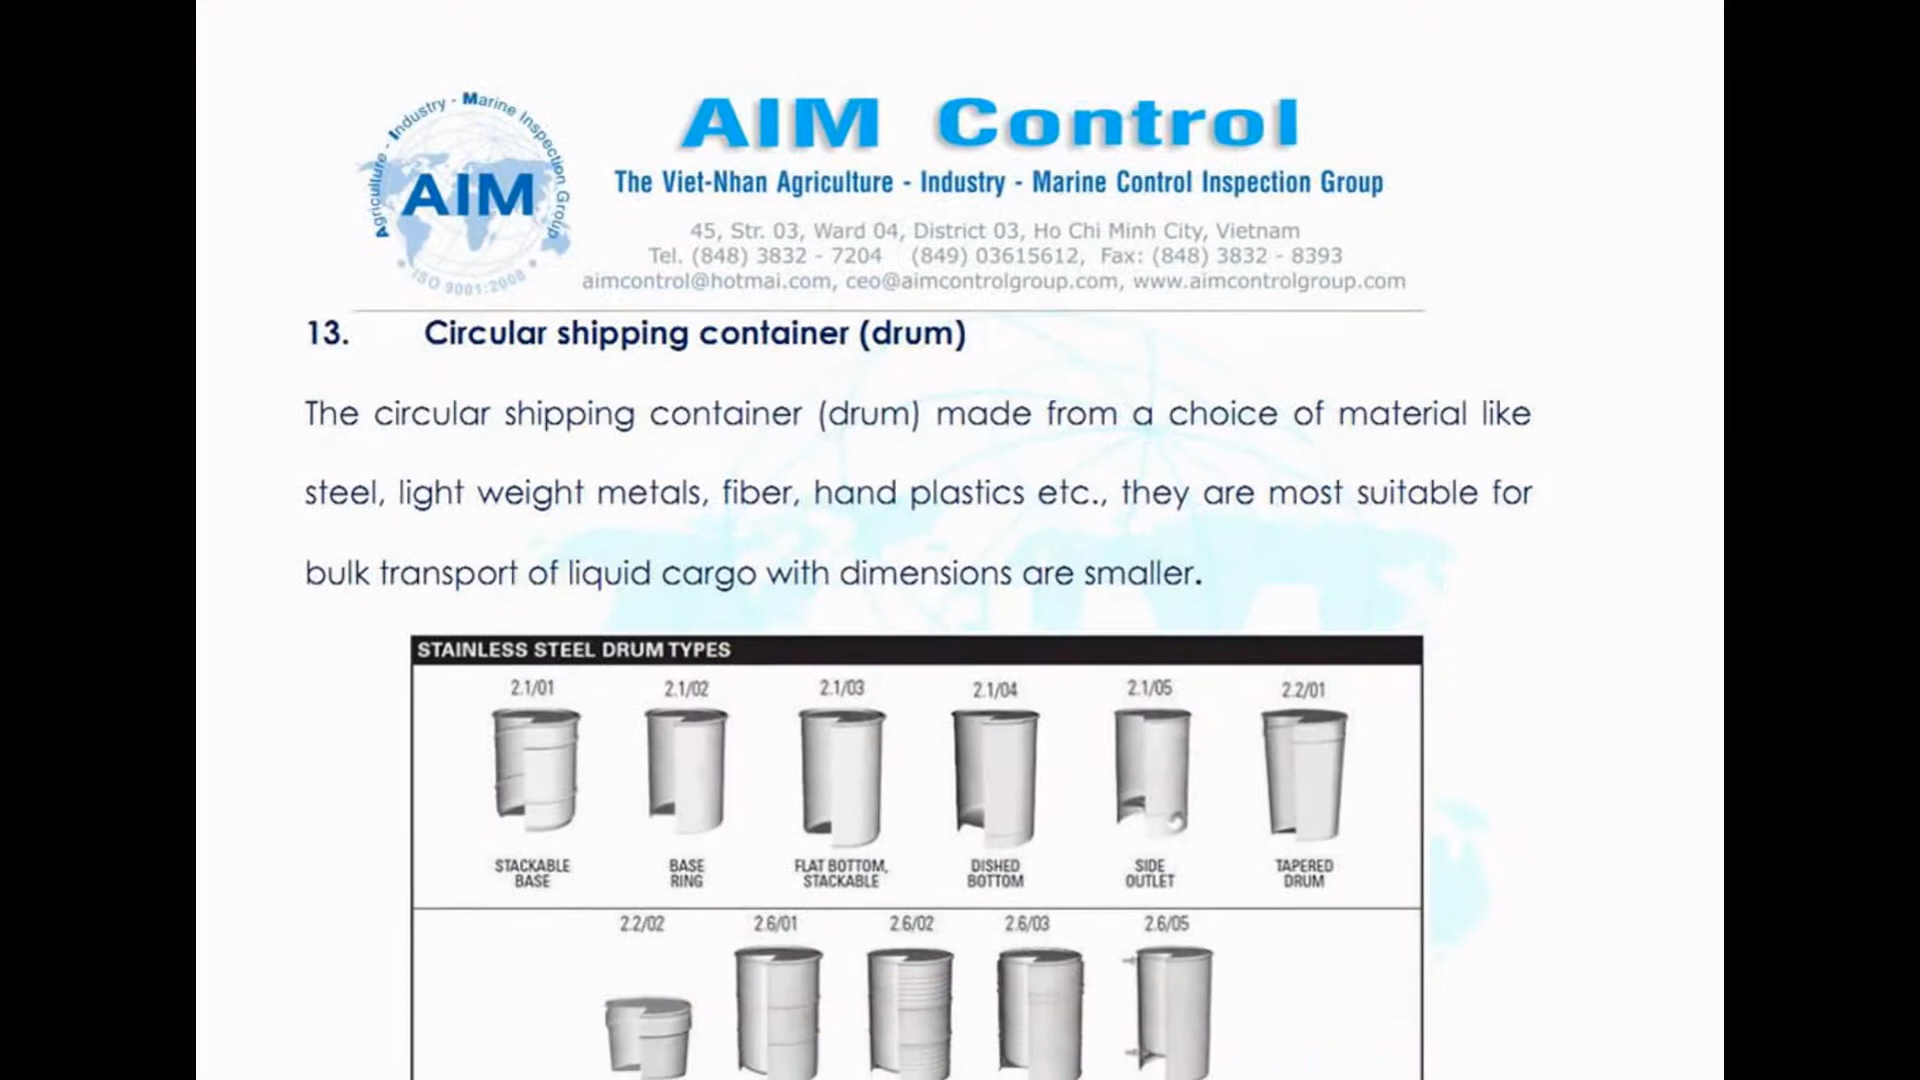 Agriculture - Industry - Marine Inspection Group
AIM
ISO 9001:2008
AIM Control
The Viet-Nhan Agriculture - Industry - Marine Control Inspection Group
45, Str. 03, Ward 04, District 03, Ho Chi Minh City, Vietnam
Tel. (848) 3832 - 7204 (849) 03615612, Fax: (848) 3832 - 8393
aimcontrol@hotmai.com, ceo@aimcontrolgroup.com, www.aimcontrolgroup.com
13. Circular shipping container (drum)
The circular shipping container (drum) made from a choice of material like
steel, light weight metals, fiber, hand plastics etc., they are most suitable for
bulk transport of liquid cargo with dimensions are smaller.
STAINLESS STEEL DRUM TYPES
2.1/01 2.1/02 2.1/03 2.1/04 2.1/05 2.2/01
STACKABLE BASE FLAT BOTTOM, DISHED SIDE TAPERED
BASE RING STACKABLE BOTTOM OUTLET DRUM
2.2/02 2.6/01 2.6/02 2.6/03 2.6/05